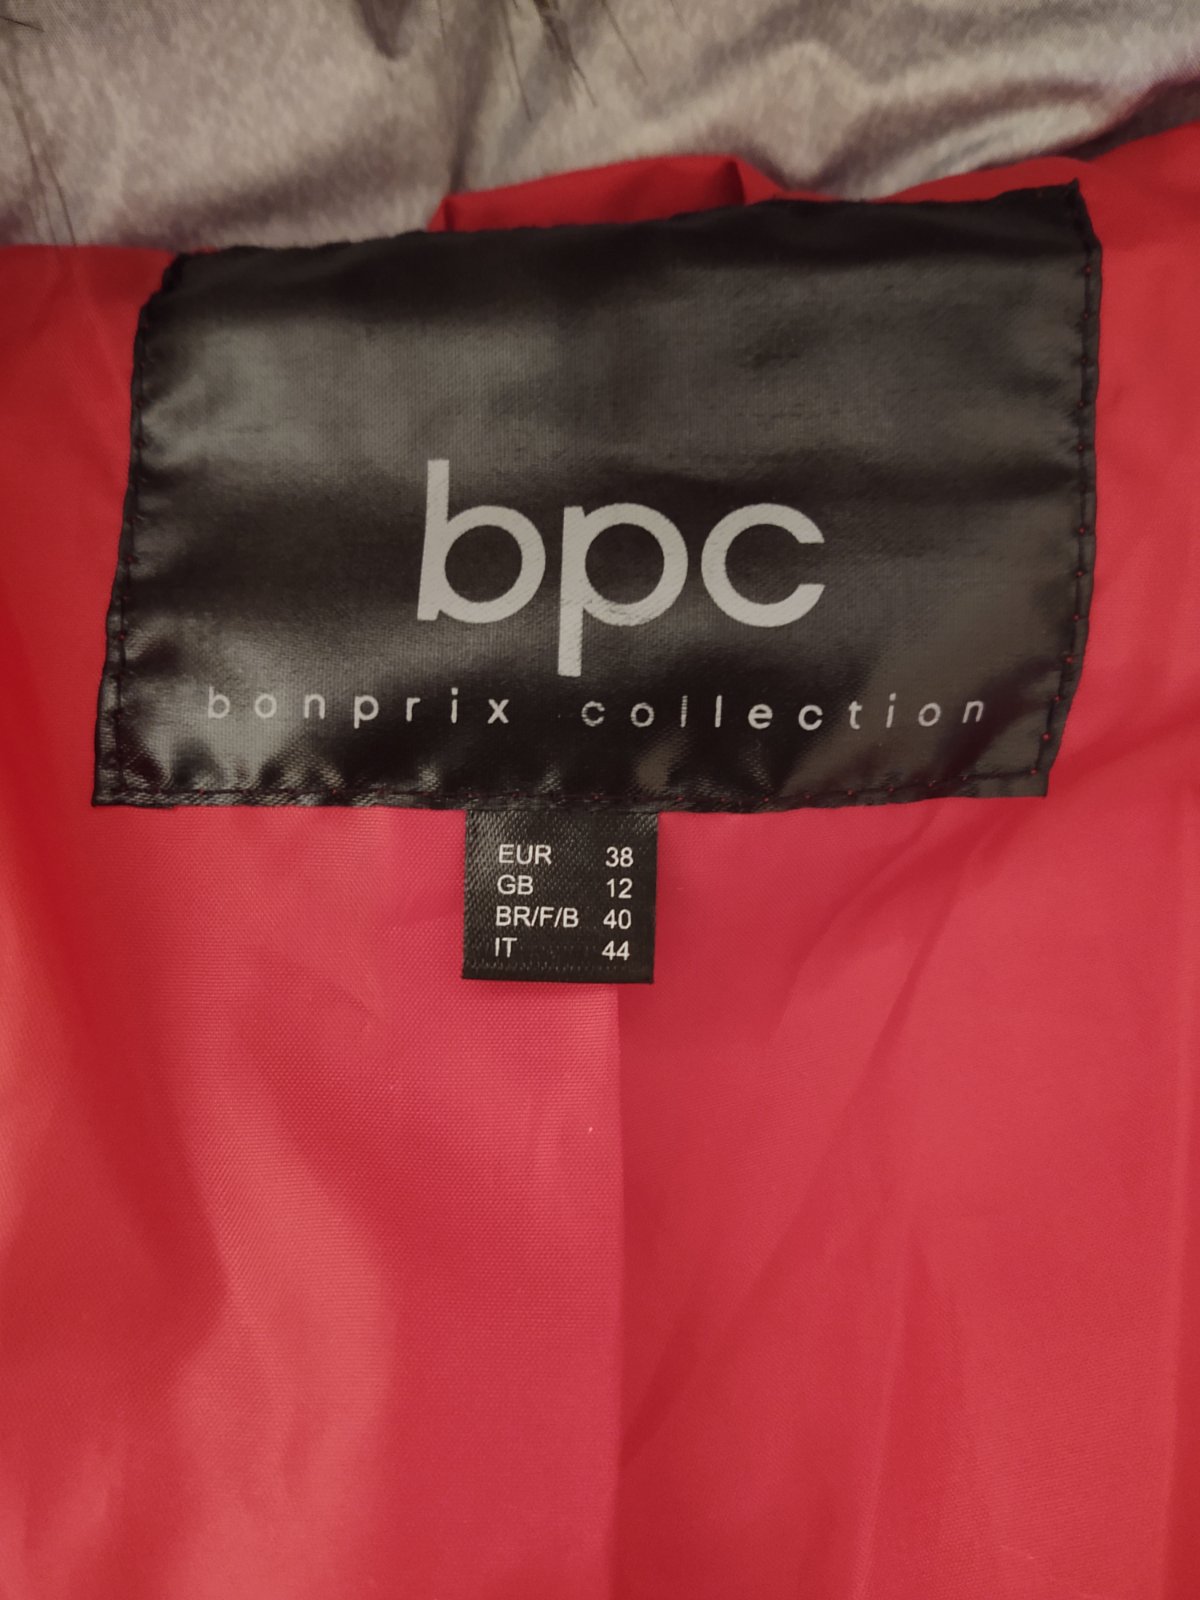 bpc
bonprix collection
EUR 38
GB 12
BR/F/B 40
IT 44